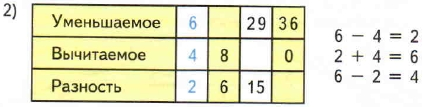 2)
Уменьшаемое 6 29 36
Вычитаемое 4 8 0
Разность 2 6 15
6 − 4 = 2
2 + 4 = 6
6 − 2 = 4